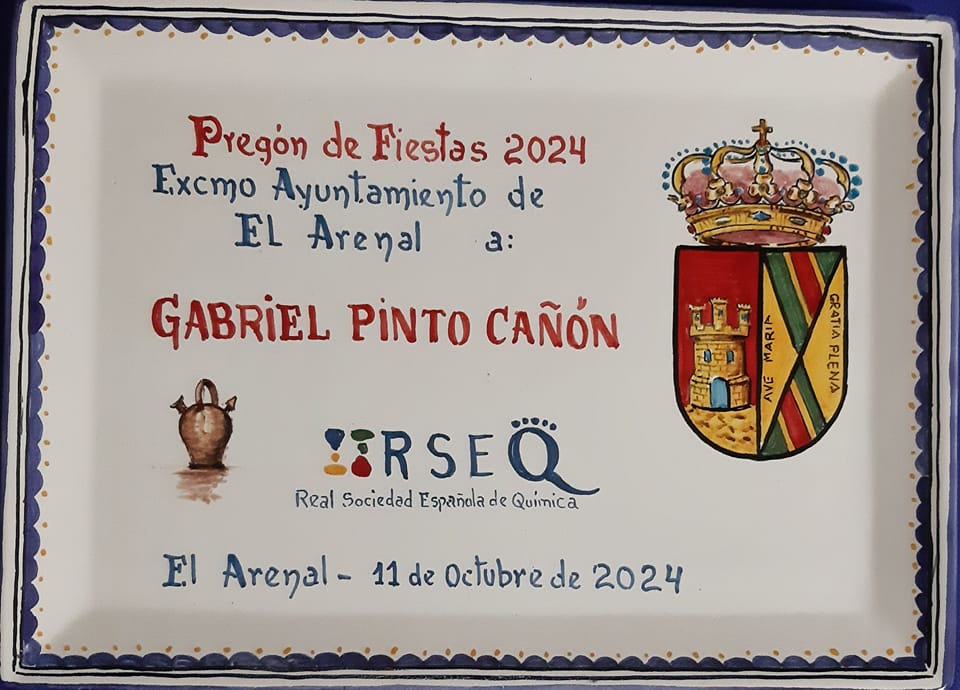 Pregón de Fiestas 2024
Excmo Ayuntamiento de
El Arenal a:
GABRIEL PINTO CAÑÓN
AVE MARIA
GRATIA PLENA
RSEQ
Real Sociedad Española de Química
El Arenal - 11 de Octubre de 2024